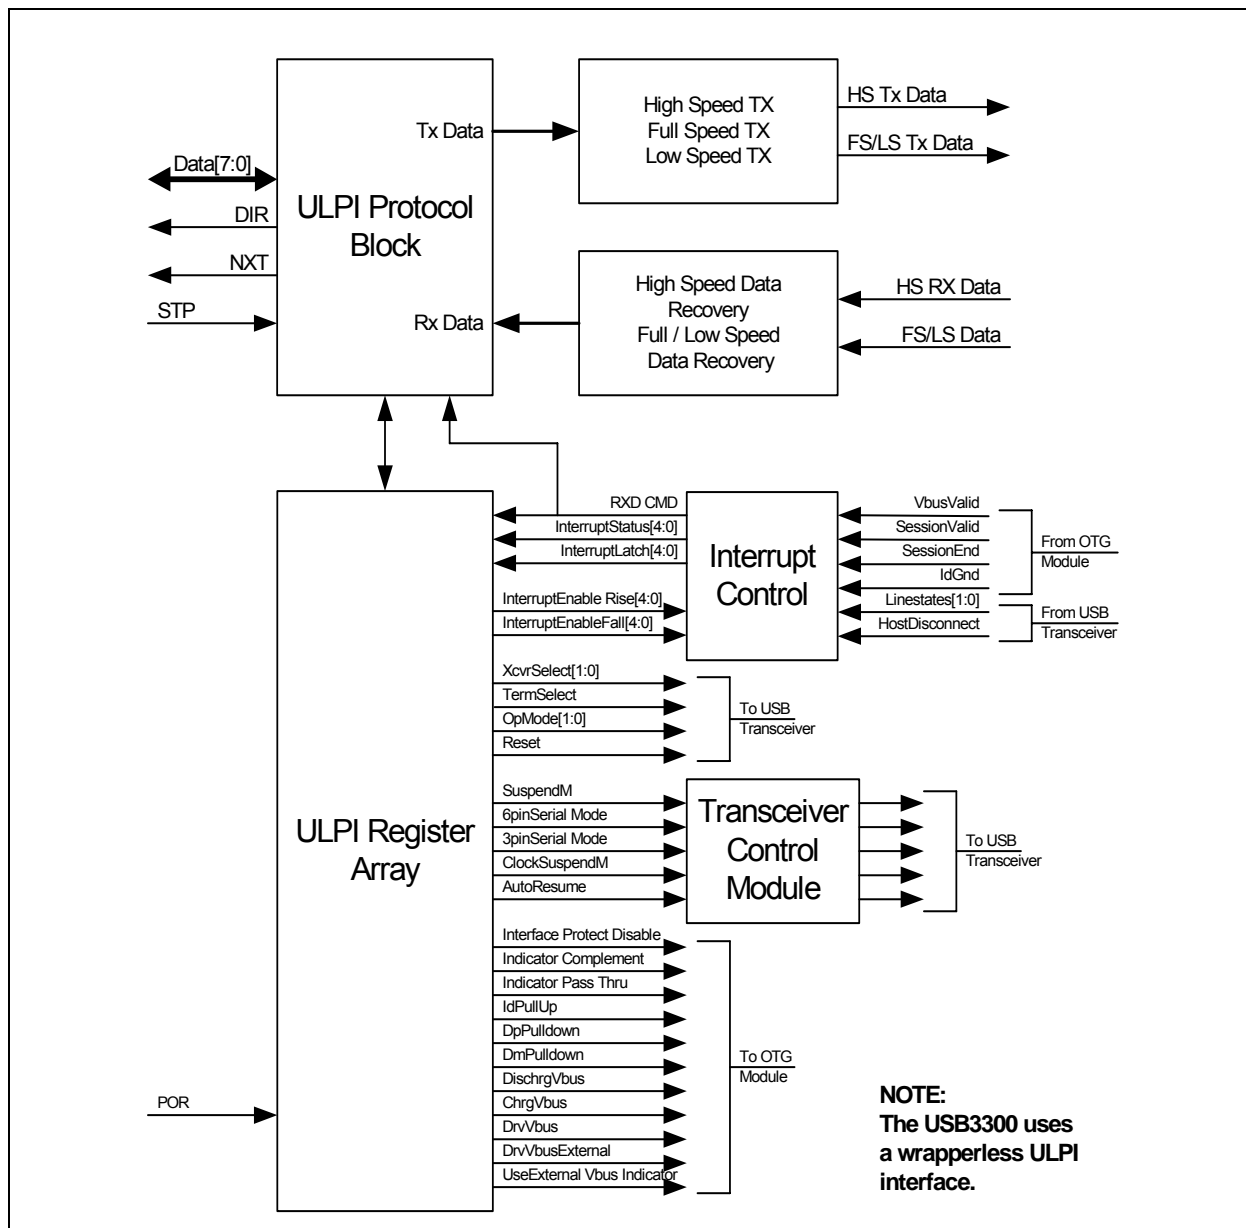 High Speed TX
Full Speed TX
Low Speed TX
HS Tx Data
FS/LS Tx Data
Tx Data
Data[7:0]
ULPI Protocol
Block
DIR
NXT
STP
Rx Data
High Speed Data
Recovery
Full / Low Speed
Data Recovery
HS RX Data
FS/LS Data
RXD CMD
InterruptStatus[4:0]
InterruptLatch[4:0]
InterruptEnable Rise[4:0]
InterruptEnableFall[4:0]
Interrupt
Control
VbusValid
SessionValid
SessionEnd
IdGnd
Linestates[1:0]
HostDisconnect
From OTG
Module
From USB
Transceiver
XcvrSelect[1:0]
TermSelect
OpMode[1:0]
Reset
To USB
Transceiver
ULPI Register
Array
SuspendM
6pinSerial Mode
3pinSerial Mode
ClockSuspendM
AutoResume
Transceiver
Control
Module
To USB
Transceiver
Interface Protect Disable
Indicator Complement
Indicator Pass Thru
IdPullUp
DpPulldown
DmPulldown
DischrgVbus
ChrgVbus
DrvVbus
DrvVbusExternal
UseExternal Vbus Indicator
To OTG
Module
POR
NOTE:
The USB3300 uses
a wrapperless ULPI
interface.